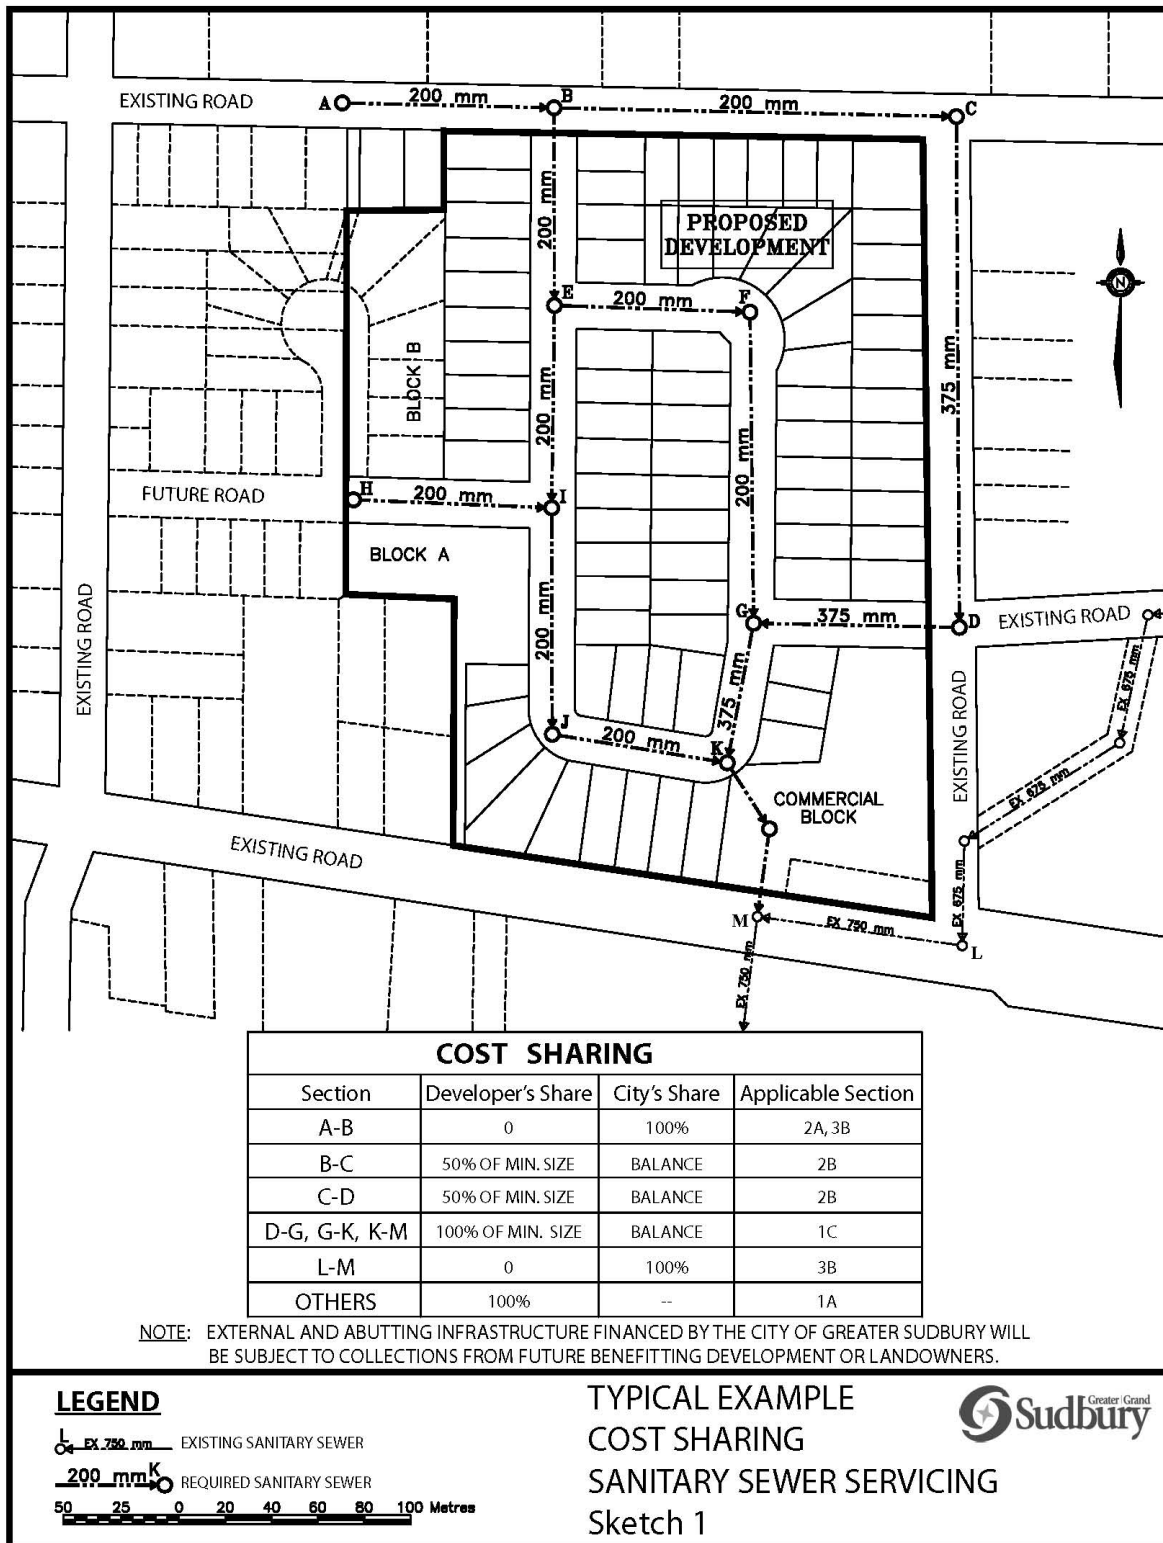 EXISTING ROAD
A
200 mm
B
200 mm
C
200 mm
PROPOSED
DEVELOPMENT
N
E
200 mm
F
BLOCK B
200 mm
375 mm
200 mm
FUTURE ROAD
H
200 mm
I
BLOCK A
200 mm
G
375 mm
D
EXISTING ROAD
EXISTING ROAD
375 mm
EX 675 mm
EXISTING ROAD
J
200 mm
K
EX 675 mm
COMMERCIAL
BLOCK
EXISTING ROAD
EX 675 mm
M
EX 750 mm
L
EX 750 mm
COST SHARING
Section Developer's Share City's Share Applicable Section
A-B 0 100% 2A, 3B
B-C 50% OF MIN. SIZE BALANCE 2B
C-D 50% OF MIN. SIZE BALANCE 2B
D-G, G-K, K-M 100% OF MIN. SIZE BALANCE 1C
L-M 0 100% 3B
OTHERS 100% -- 1A
NOTE: EXTERNAL AND ABUTTING INFRASTRUCTURE FINANCED BY THE CITY OF GREATER SUDBURY WILL
BE SUBJECT TO COLLECTIONS FROM FUTURE BENEFITTING DEVELOPMENT OR LANDOWNERS.
LEGEND
L
EX 750 mm EXISTING SANITARY SEWER
200 mm K REQUIRED SANITARY SEWER
50 25 0 20 40 60 80 100 Metres
TYPICAL EXAMPLE
COST SHARING
SANITARY SEWER SERVICING
Sketch 1
Greater | Grand
Sudbury